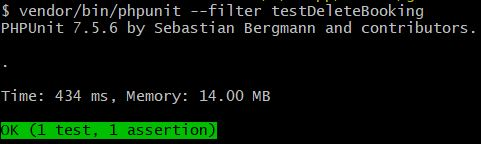 $ vendor/bin/phpunit --filter testDeleteBooking
PHPUnit 7.5.6 by Sebastian Bergmann and contributors.
.
Time: 434 ms, Memory: 14.00 MB
OK (1 test, 1 assertion)